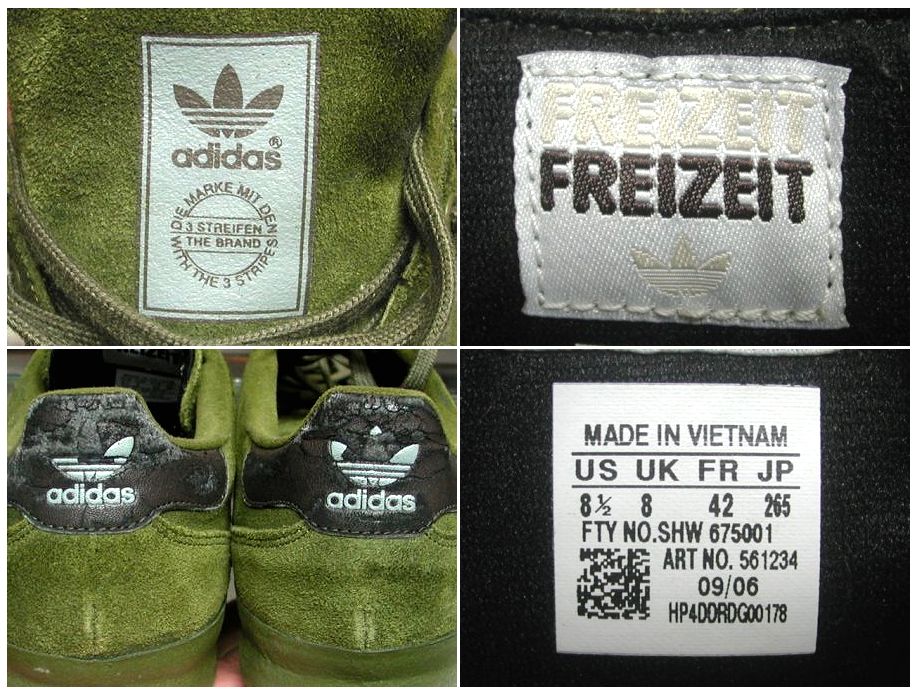 adidas®
DIE MARKE MIT DEN
3 STREIFEN
THE BRAND
WITH THE 3 STRIPES
FREIZEIT
FREIZEIT
FREIZEIT
adidas
adidas
MADE IN VIETNAM
US UK FR JP
8½ 8 42 265
FTY NO.SHW 675001
ART NO. 561234
09/06
HP4DDRDG00178